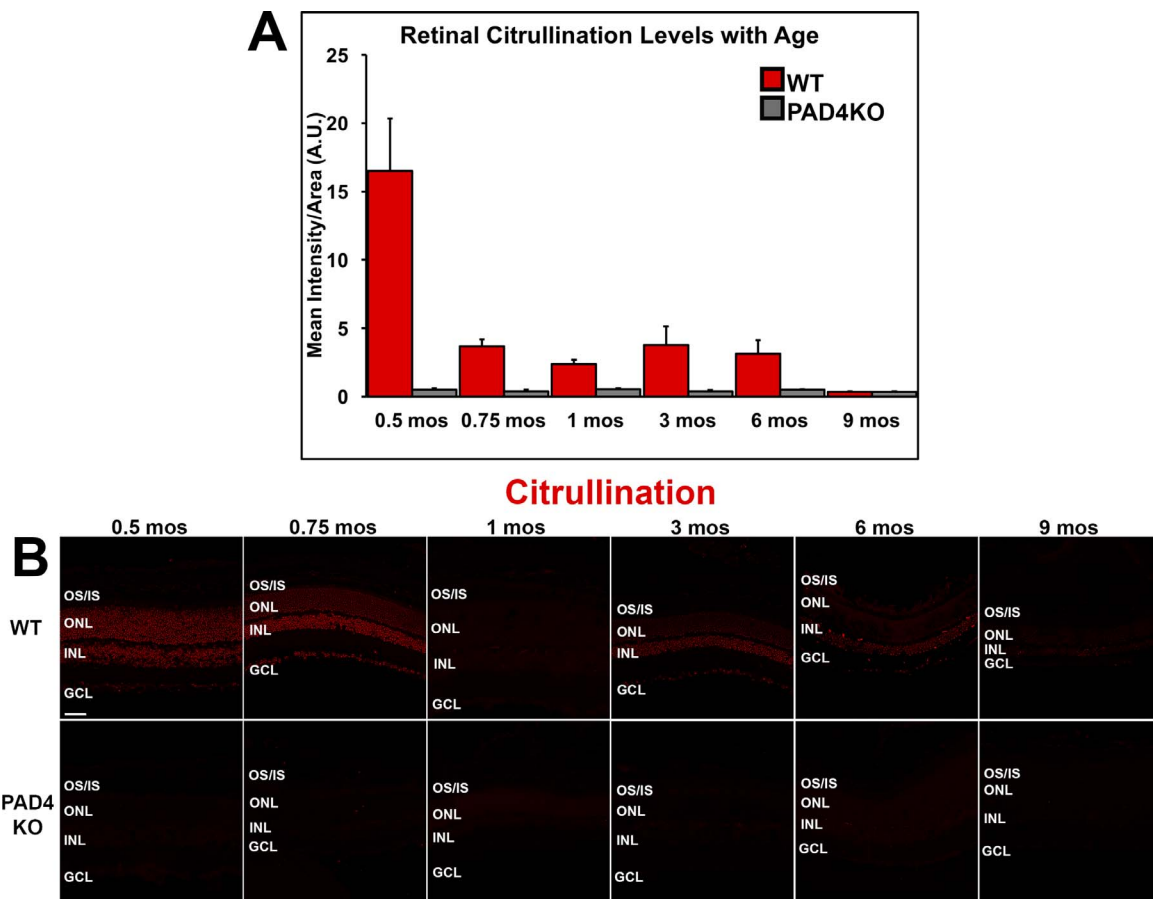 A
Retinal Citrullination Levels with Age
25
20
15
10
5
0
Mean Intensity/Area (A.U.)
WT
PAD4KO
0.5 mos 0.75 mos 1 mos 3 mos 6 mos 9 mos
Citrullination
0.5 mos 0.75 mos 1 mos 3 mos 6 mos 9 mos
B
WT
OS/IS
ONL
INL
GCL
OS/IS
ONL
INL
GCL
OS/IS
ONL
INL
GCL
OS/IS
ONL
INL
GCL
OS/IS
ONL
INL
GCL
OS/IS
ONL
INL
GCL
PAD4
KO
OS/IS
ONL
INL
GCL
OS/IS
ONL
INL
GCL
OS/IS
ONL
INL
GCL
OS/IS
ONL
INL
GCL
OS/IS
ONL
INL
GCL
OS/IS
ONL
INL
GCL